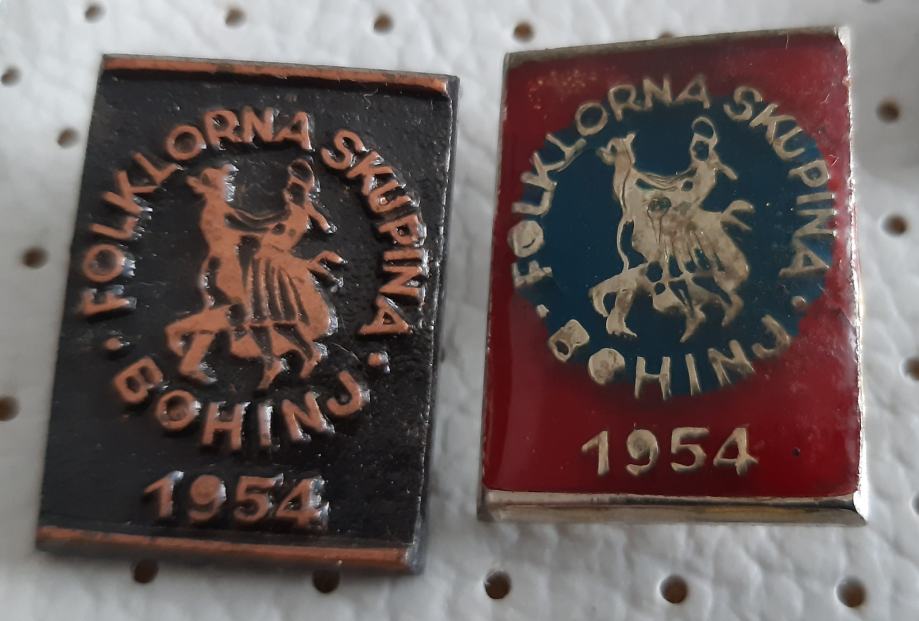 FOLKLORNA SKUPINA
· BOHINJ ·
1954
FOLKLORNA SKUPINA
· BOHINJ ·
1954